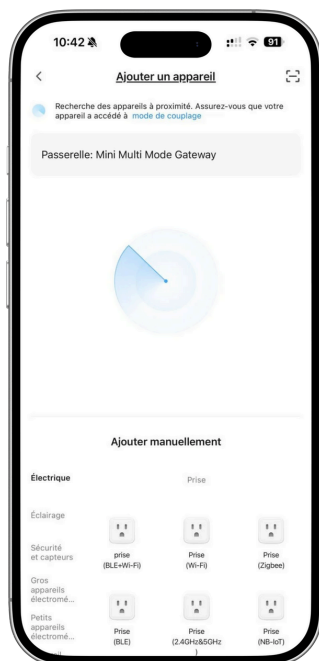 10:42
91
Ajouter un appareil
Recherche des appareils à proximité. Assurez-vous que votre
appareil a accédé à mode de couplage
Passerelle: Mini Multi Mode Gateway
Ajouter manuellement
Électrique
Prise
Éclairage
Sécurité
et capteurs
Gros
appareils
électromé...
Petits
appareils
électromé...
prise
(BLE+Wi-Fi)
Prise
(Wi-Fi)
Prise
(Zigbee)
Prise
(BLE)
Prise
(2.4GHz&5GHz
)
Prise
(NB-IoT)